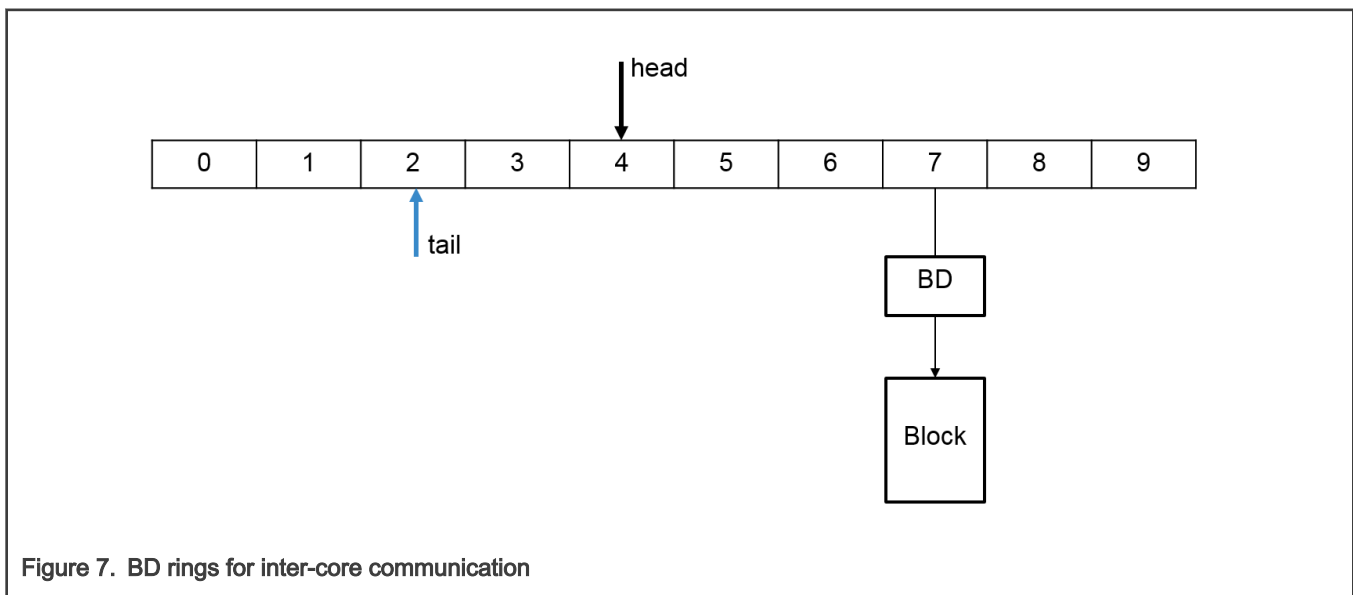 head
0 1 2 3 4 5 6 7 8 9
tail
BD
Block
Figure 7. BD rings for inter-core communication